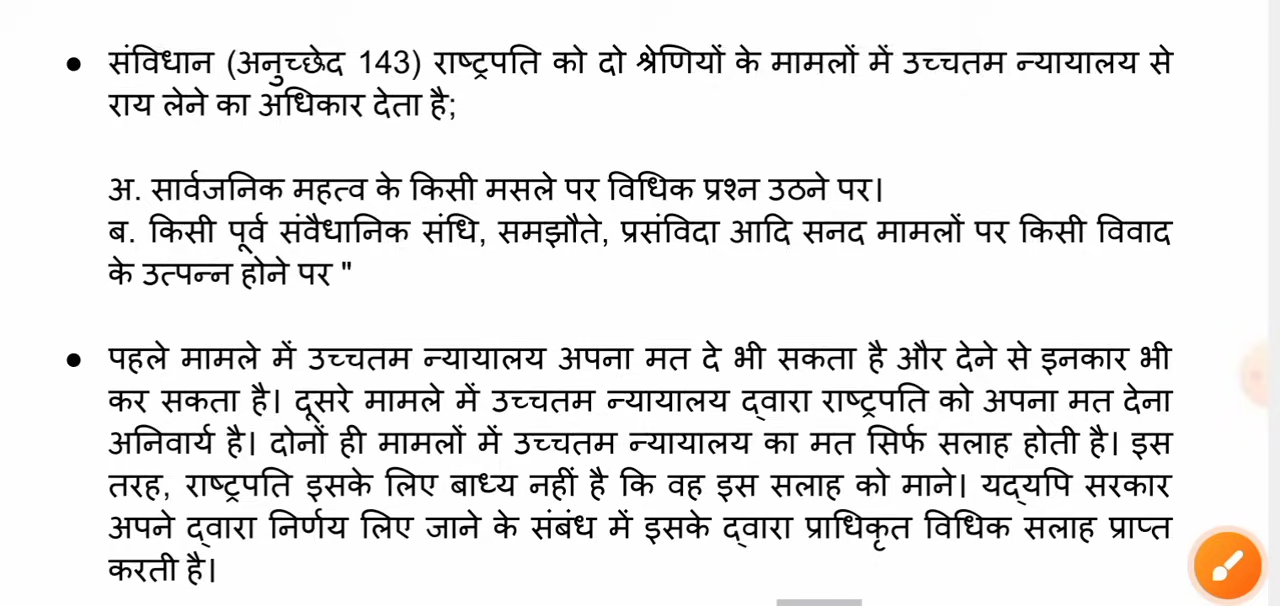 ● संविधान (अनुच्छेद 143) राष्ट्रपति को दो श्रेणियों के मामलों में उच्चतम न्यायालय से
राय लेने का अधिकार देता है;
अ. सार्वजनिक महत्व के किसी मसले पर विधिक प्रश्न उठने पर।
ब. किसी पूर्व संवैधानिक संधि, समझौते, प्रसंविदा आदि सनद मामलों पर किसी विवाद
के उत्पन्न होने पर "
● पहले मामले में उच्चतम न्यायालय अपना मत दे भी सकता है और देने से इनकार भी
कर सकता है। दूसरे मामले में उच्चतम न्यायालय द्वारा राष्ट्रपति को अपना मत देना
अनिवार्य है। दोनों ही मामलों में उच्चतम न्यायालय का मत सिर्फ सलाह होती है। इस
तरह, राष्ट्रपति इसके लिए बाध्य नहीं है कि वह इस सलाह को माने। यद्यपि सरकार
अपने द्वारा निर्णय लिए जाने के संबंध में इसके द्वारा प्राधिकृत विधिक सलाह प्राप्त
करती है।